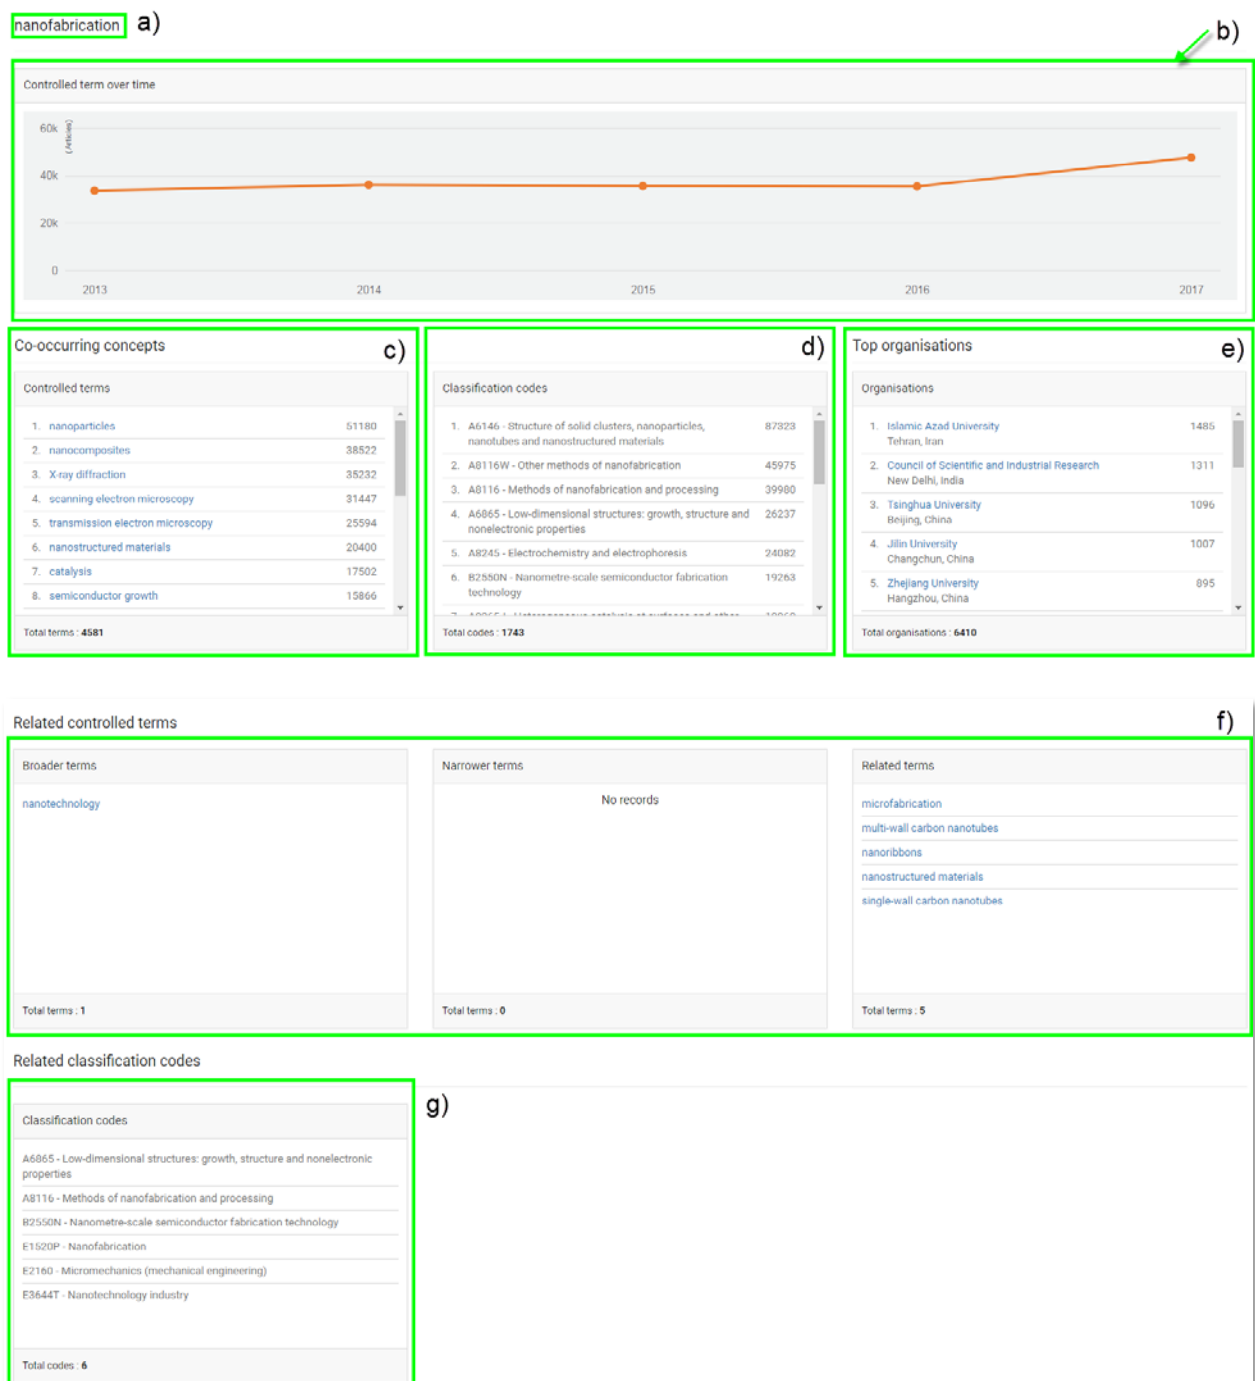 nanofabrication a)
b)
Controlled term over time
60k
(Articles)
40k
20k
0
2013 2014 2015 2016 2017
Co-occurring concepts c)
Controlled terms
1. nanoparticles 51180
2. nanocomposites 38522
3. X-ray diffraction 35232
4. scanning electron microscopy 31447
5. transmission electron microscopy 25594
6. nanostructured materials 20400
7. catalysis 17502
8. semiconductor growth 15866
Total terms : 4581
d)
Classification codes
1. A6146 - Structure of solid clusters, nanoparticles, 87323
nanotubes and nanostructured materials
2. A8116W - Other methods of nanofabrication 45975
3. A8116 - Methods of nanofabrication and processing 39980
4. A6865 - Low-dimensional structures: growth, structure and 26237
nonelectronic properties
5. A8245 - Electrochemistry and electrophoresis 24082
6. B2550N - Nanometre-scale semiconductor fabrication 19263
technology
Total codes : 1743
Top organisations e)
Organisations
1. Islamic Azad University 1485
Tehran, Iran
2. Council of Scientific and Industrial Research 1311
New Delhi, India
3. Tsinghua University 1096
Beijing, China
4. Jilin University 1007
Changchun, China
5. Zhejiang University 895
Hangzhou, China
Total organisations : 6410
Related controlled terms f)
Broader terms
nanotechnology
Total terms : 1
Narrower terms
No records
Total terms : 0
Related terms
microfabrication
multi-wall carbon nanotubes
nanoribbons
nanostructured materials
single-wall carbon nanotubes
Total terms : 5
Related classification codes
g)
Classification codes
A6865 - Low-dimensional structures: growth, structure and nonelectronic
properties
A8116 - Methods of nanofabrication and processing
B2550N - Nanometre-scale semiconductor fabrication technology
E1520P - Nanofabrication
E2160 - Micromechanics (mechanical engineering)
E3644T - Nanotechnology industry
Total codes : 6